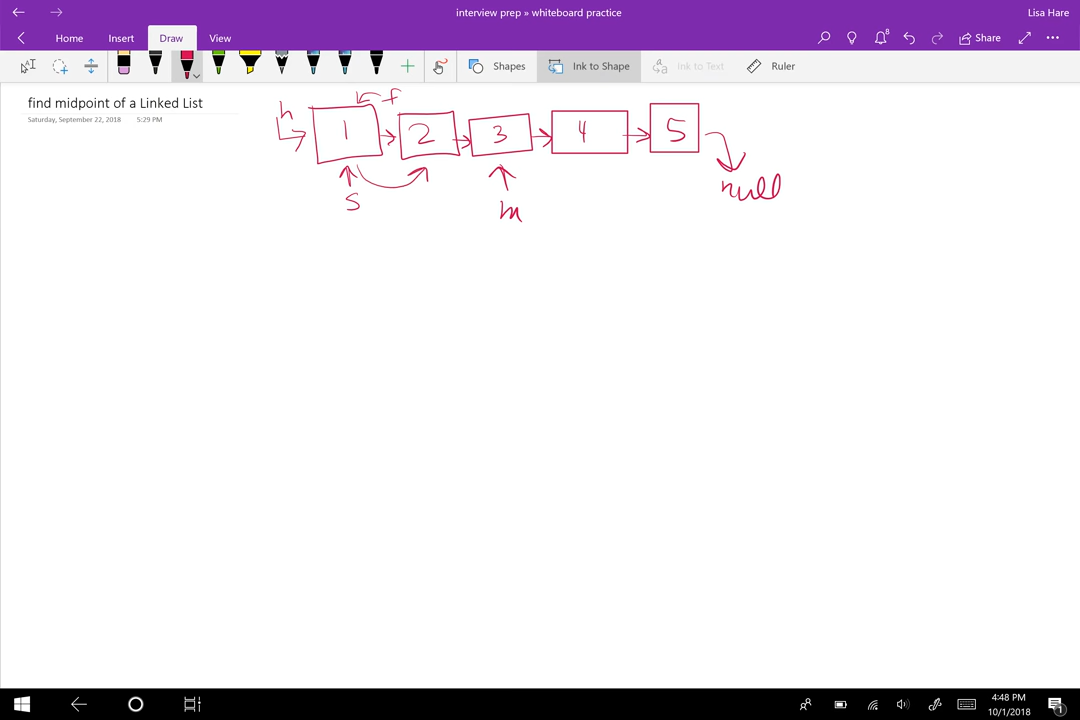 interview prep » whiteboard practice
Lisa Hare
Home Insert Draw View
8
Share
Shapes Ink to Shape Ink to Text Ruler
find midpoint of a Linked List
Saturday, September 22, 2018 5:29 PM
h f
1 2 3 4 5
null
s m
4:48 PM
10/1/2018
1